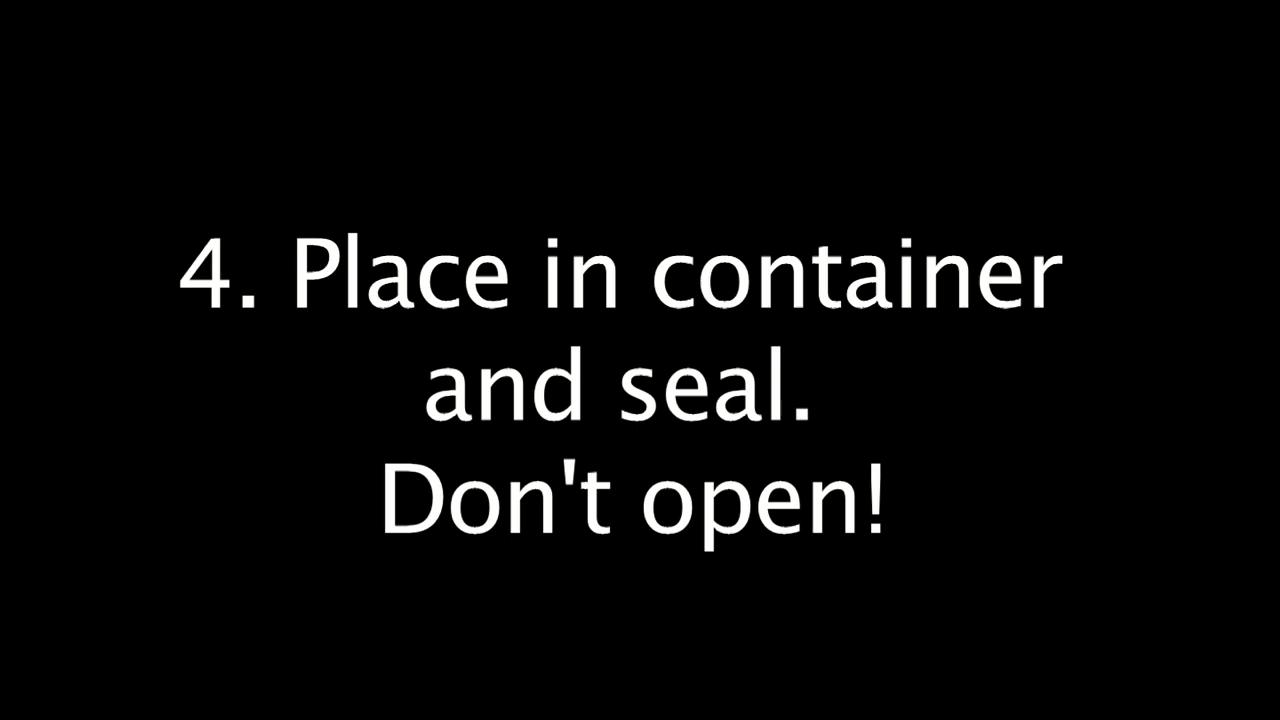 4. Place in container
and seal.
Don't open!